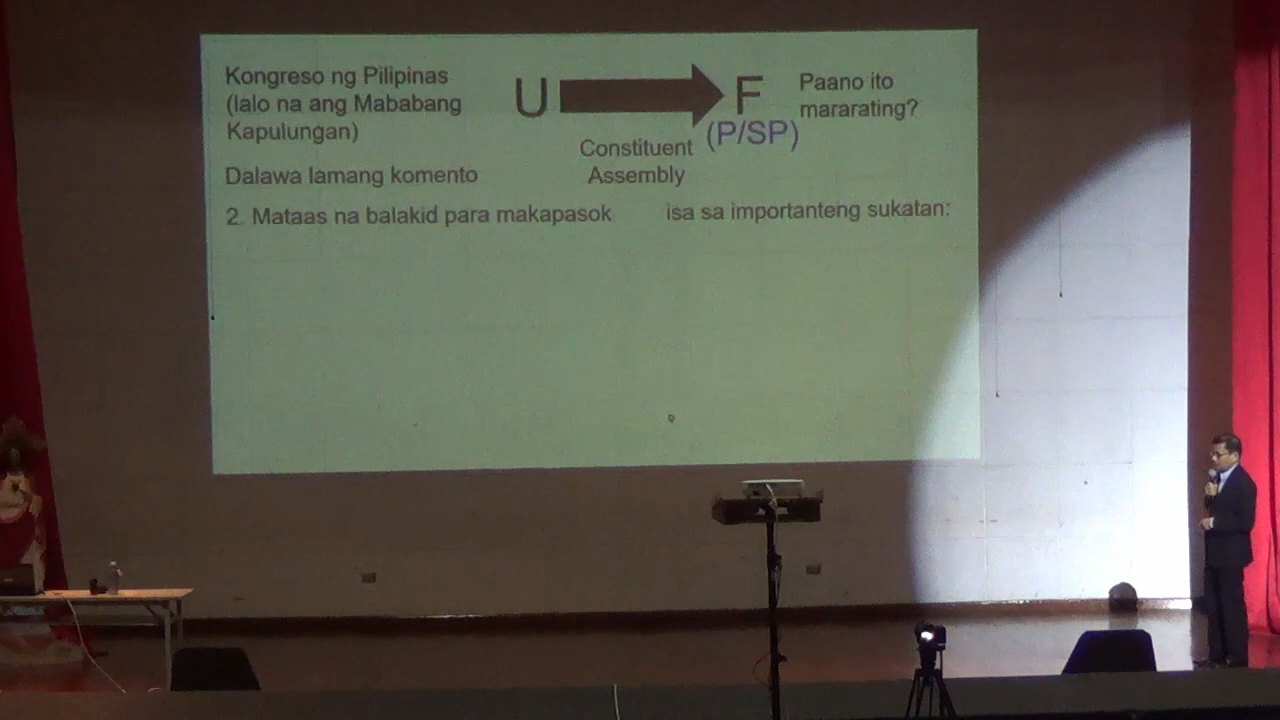 Kongreso ng Pilipinas
(lalo na ang Mababang
Kapulungan)
U
F
(P/SP)
Paano ito
mararating?
Constituent
Assembly
Dalawa lamang komento
2. Mataas na balakid para makapasok
isa sa importanteng sukatan: